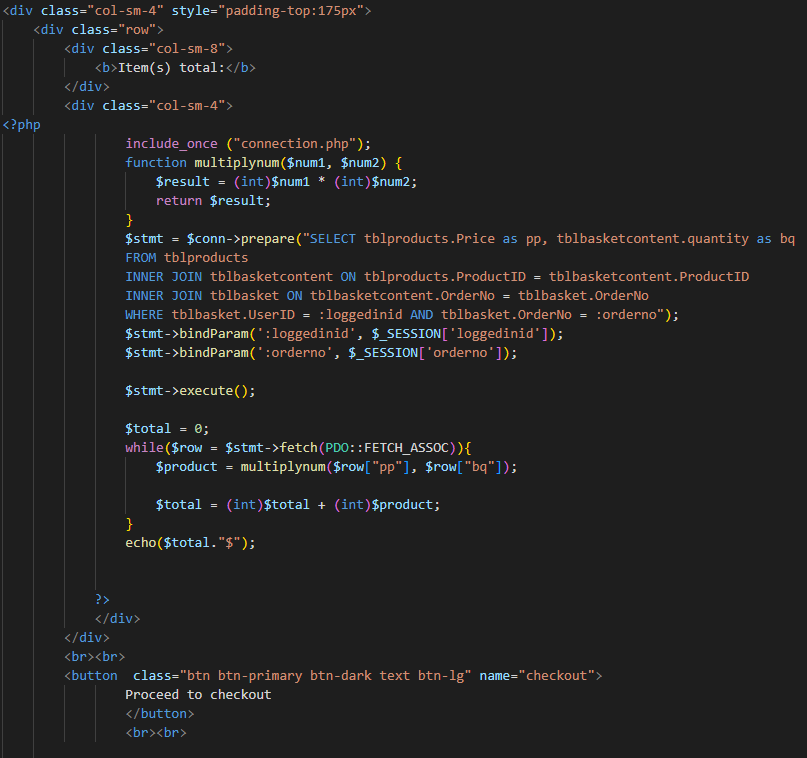 <div class="col-sm-4" style="padding-top:175px">
<div class="row">
<div class="col-sm-8">
<b>Item(s) total:</b>
</div>
<div class="col-sm-4">
<?php
include_once ("connection.php");
function multiplynum($num1, $num2) {
$result = (int)$num1 * (int)$num2;
return $result;
}
$stmt = $conn->prepare("SELECT tblproducts.Price as pp, tblbasketcontent.quantity as bq
FROM tblproducts
INNER JOIN tblbasketcontent ON tblproducts.ProductID = tblbasketcontent.ProductID
INNER JOIN tblbasket ON tblbasketcontent.OrderNo = tblbasket.OrderNo
WHERE tblbasket.UserID = :loggedinid AND tblbasket.OrderNo = :orderno");
$stmt->bindParam(':loggedinid', $_SESSION['loggedinid']);
$stmt->bindParam(':orderno', $_SESSION['orderno']);
$stmt->execute();
$total = 0;
while($row = $stmt->fetch(PDO::FETCH_ASSOC)){
$product = multiplynum($row["pp"], $row["bq"]);
$total = (int)$total + (int)$product;
}
echo($total."$");
?>
</div>
</div>
<br><br>
<button  class="btn btn-primary btn-dark text btn-lg" name="checkout">
Proceed to checkout
</button>
<br><br>